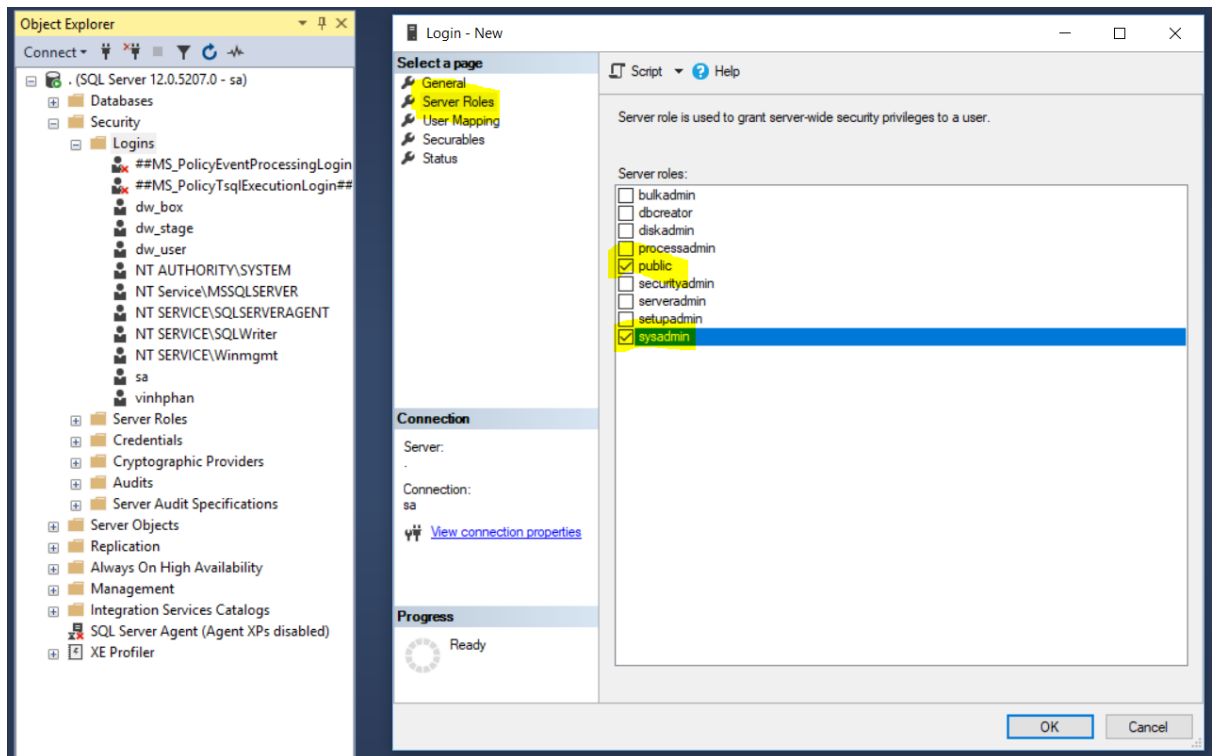 Object Explorer
Connect
. (SQL Server 12.0.5207.0 - sa)
Databases
Security
Logins
##MS_PolicyEventProcessingLogin
##MS_PolicyTsqlExecutionLogin##
dw_box
dw_stage
dw_user
NT AUTHORITY\SYSTEM
NT Service\MSSQLSERVER
NT SERVICE\SQLSERVERAGENT
NT SERVICE\SQLWriter
NT SERVICE\Winmgmt
sa
vinhphan
Server Roles
Credentials
Cryptographic Providers
Audits
Server Audit Specifications
Server Objects
Replication
Always On High Availability
Management
Integration Services Catalogs
SQL Server Agent (Agent XPs disabled)
XE Profiler
Login - New
Select a page
General
Server Roles
User Mapping
Securables
Status
Connection
Server:
.
Connection:
sa
View connection properties
Progress
Ready
Script
Help
Server role is used to grant server-wide security privileges to a user.
Server roles:
bulkadmin
dbcreator
diskadmin
processadmin
public
securityadmin
serveradmin
setupadmin
sysadmin
OK
Cancel